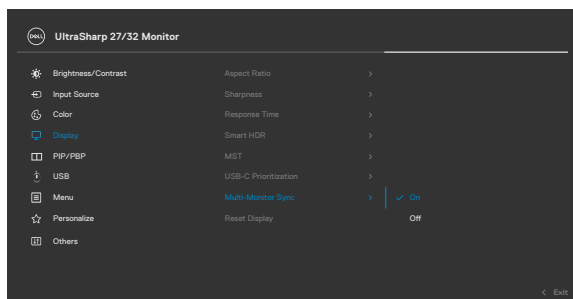 DELL UltraSharp 27/32 Monitor
Brightness/Contrast Aspect Ratio >
Input Source Sharpness >
Color Response Time >
Display Smart HDR >
PIP/PBP MST >
USB USB-C Prioritization >
Menu Multi-Monitor Sync > ✓ On
Personalize Reset Display Off
Others
< Exit